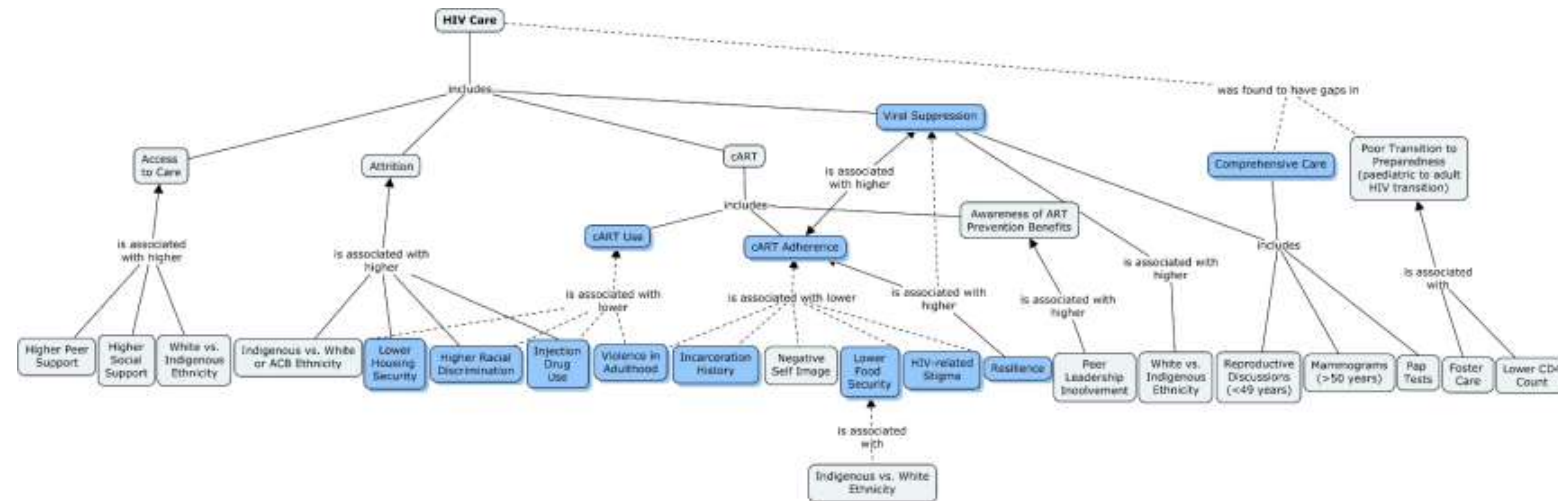 HIV Care
includes
was found to have gaps in
Viral Suppression
Access
to Care
Attrition
cART
is associated
with higher
Comprehensive Care
Poor Transition to
Preparedness
(paediatric to adult
HIV transition)
includes
Awareness of ART
Prevention Benefits
cART Use
cART Adherence
is associated
with higher
is associated with
higher
is associated with
lower
is associated with lower
is associated with
higher
is associated with
higher
is associated with
higher
includes
is associated
with
Higher Peer
Support
Higher
Social
Support
White vs.
Indigenous
Ethnicity
Indigenous vs. White
or ACB Ethnicity
Lower
Housing
Security
Higher Racial
Discrimination
Injection
Drug
Use
Violence in
Adulthood
Incarceration
History
Negative
Self Image
Lower
Food
Security
HIV-related
Stigma
Resilience
Peer
Leadership
Inoolvement
White vs.
Indigenous
Ethnicity
Reproductive
Discussions
(<49 years)
Mammograms
(>50 years)
Pap
Tests
Foster
Care
Lower CD4
Count
is associated
with
Indigenous vs. White
Ethnicity